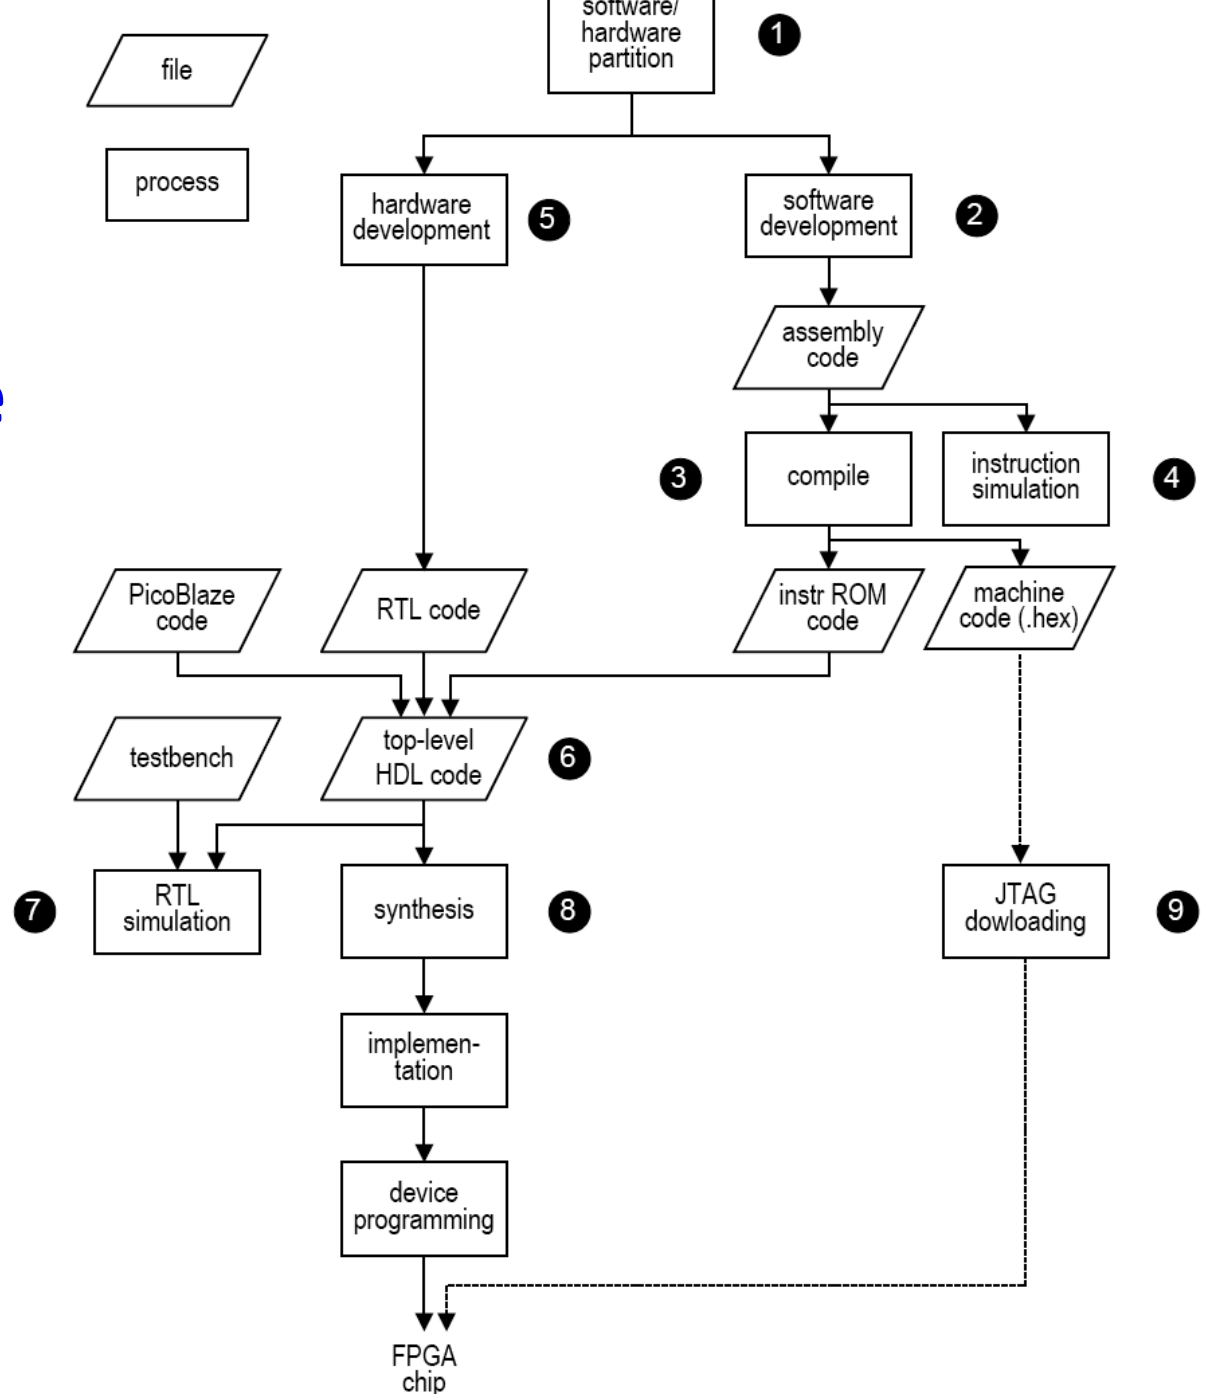 software/
hardware
partition
1
file
process
hardware
development
5
software
development
2
assembly
code
e
3
compile
instruction
simulation
4
PicoBlaze
code
RTL code
instr ROM
code
machine
code (.hex)
testbench
top-level
HDL code
6
7
RTL
simulation
synthesis
8
JTAG
dowloading
9
implemen-
tation
device
programming
FPGA
chip